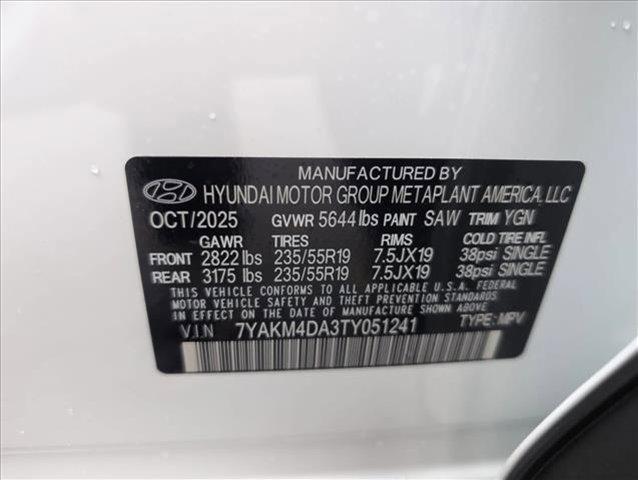 MANUFACTURED BY
HYUNDAI MOTOR GROUP METAPLANT AMERICA, LLC
OCT/2025 GVWR 5644 lbs PAINT SAW TRIM YGN
GAWR TIRES RIMS COLD TIRE INFL
FRONT 2822 lbs 235/55R19 7.5JX19 38psi SINGLE
REAR 3175 lbs 235/55R19 7.5JX19 38psi SINGLE
THIS VEHICLE CONFORMS TO ALL APPLICABLE U.S.A. FEDERAL
MOTOR VEHICLE SAFETY AND THEFT PREVENTION STANDARDS
IN EFFECT ON THE DATE OF MANUFACTURE SHOWN ABOVE.
VIN 7YAKM4DA3TY051241 TYPE: MPV